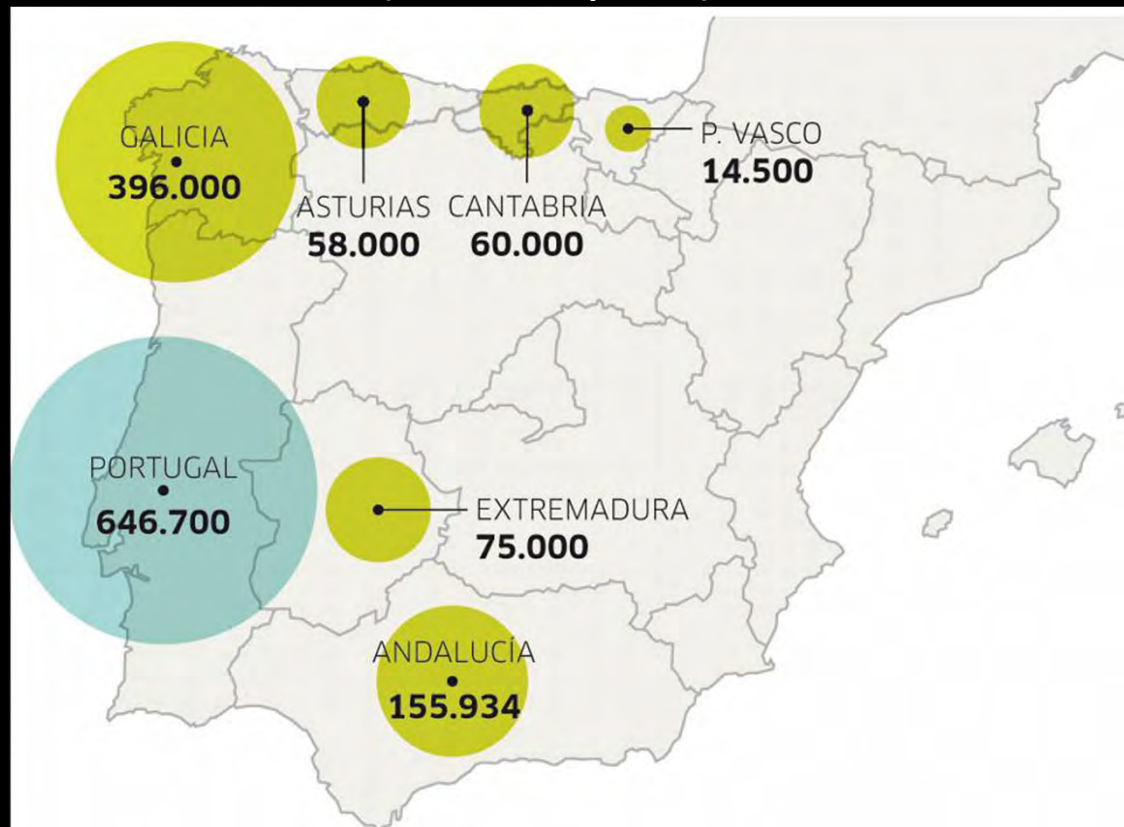 GALICIA
396.000
ASTURIAS
58.000
CANTABRIA
60.000
P. VASCO
14.500
PORTUGAL
646.700
EXTREMADURA
75.000
ANDALUCÍA
155.934